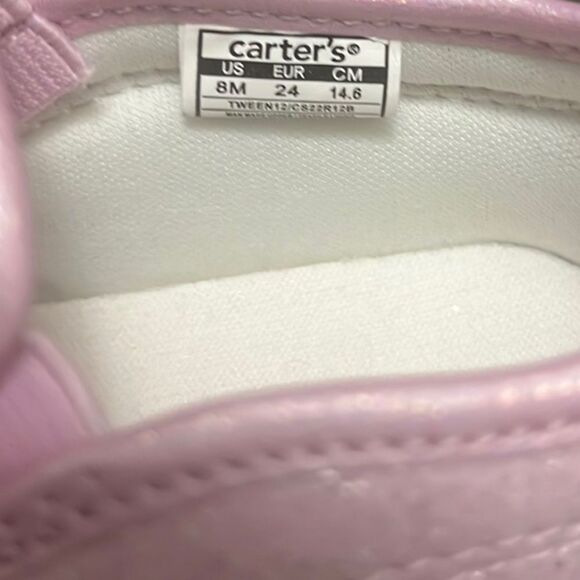 carter's®
US EUR CM
8M 24 14.6
TWEEN12/CS22R12B